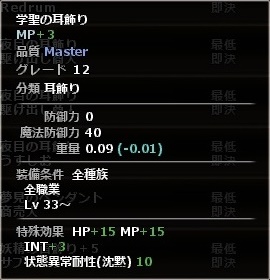 Redrum
即決
学聖の耳飾り
MP+3
品質 Master
グレード 12
分類 耳飾り
防御力 0
魔法防御力 40
重量 0.09 (-0.01)
装備条件 全種族
全職業
Lv 33～
特殊効果 HP+15 MP+15
INT+3
状態異常耐性(沈黙) 10